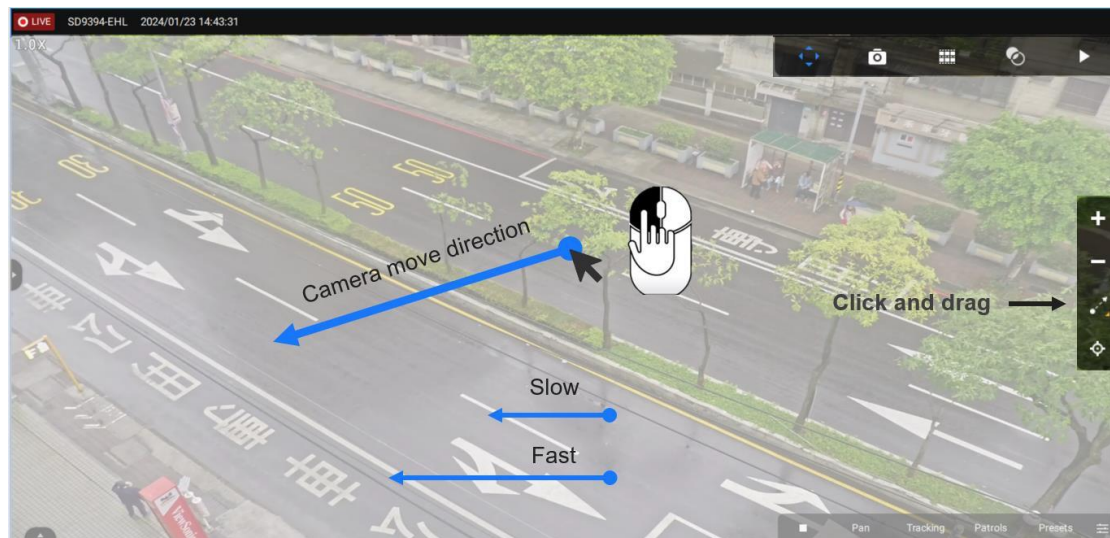 LIVE SD9394-EHL 2024/01/23 14:43:31
1.0X
Camera move direction
Click and drag
Slow
Fast
ViewSonic
Pan Tracking Patrols Presets